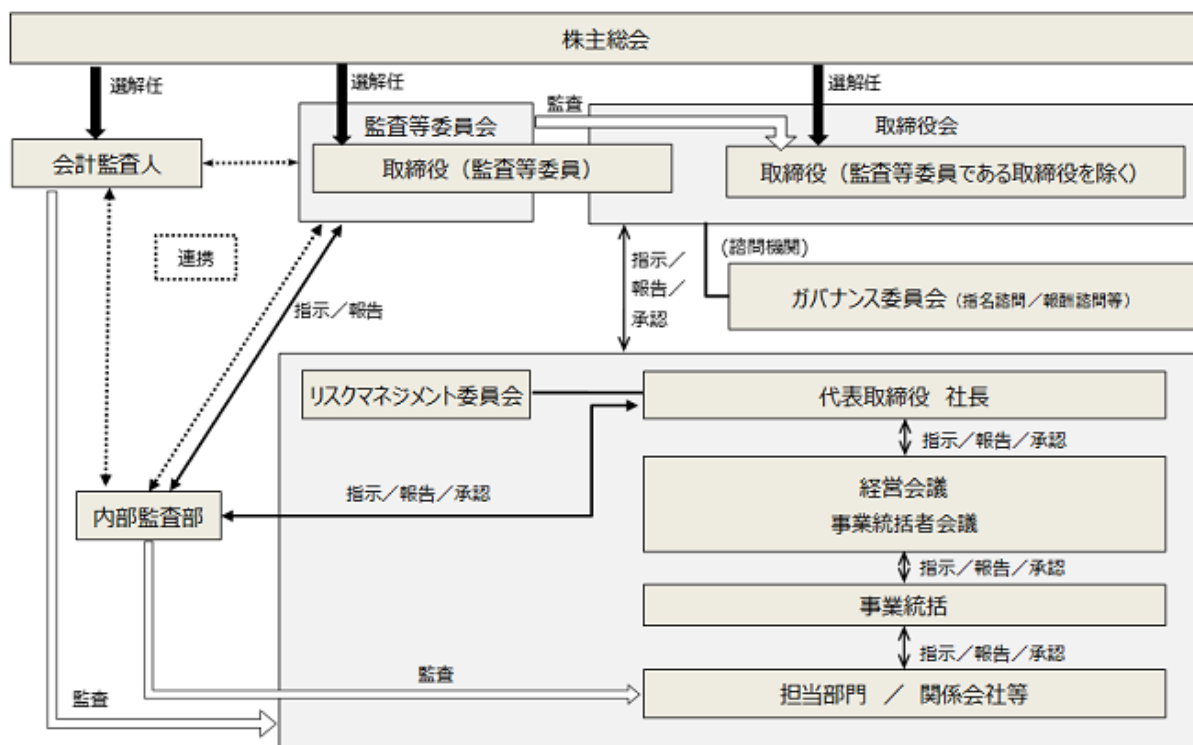 株主総会
選解任
選解任
選解任
監査等委員会
監査
取締役会
会計監査人
取締役（監査等委員）
取締役（監査等委員である取締役を除く）
連携
指示／報告
指示／
報告／
承認
(諮問機関)
ガバナンス委員会（指名諮問／報酬諮問等）
リスクマネジメント委員会
代表取締役　社長
指示／報告／承認
経営会議
事業統括者会議
指示／報告／承認
内部監査部
指示／報告／承認
事業統括
指示／報告／承認
監査
監査
担当部門　／　関係会社等